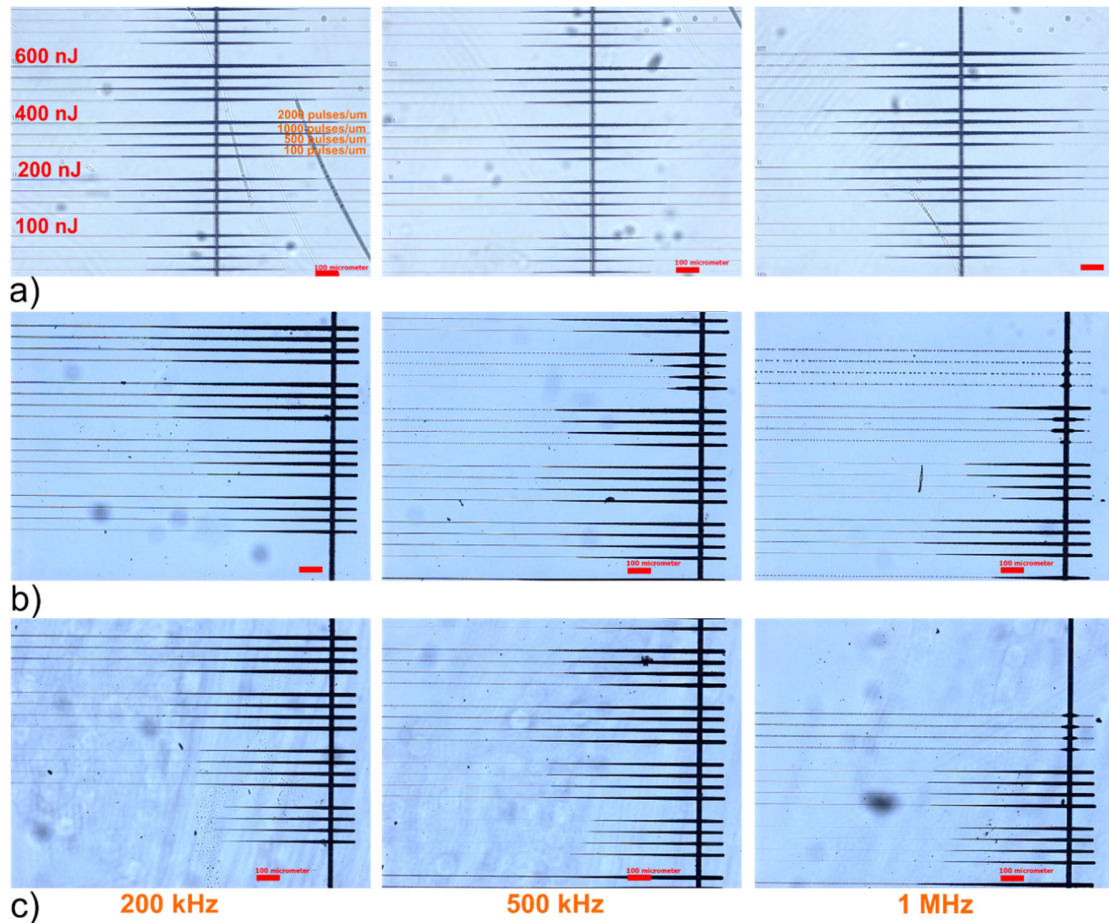 600 nJ
400 nJ
2000 pulses/um
1000 pulses/um
500 pulses/um
100 pulses/um
200 nJ
100 nJ
100 micrometer
100 micrometer
a)
100 micrometer
100 micrometer
b)
100 micrometer
100 micrometer
100 micrometer
c)
200 kHz
500 kHz
1 MHz